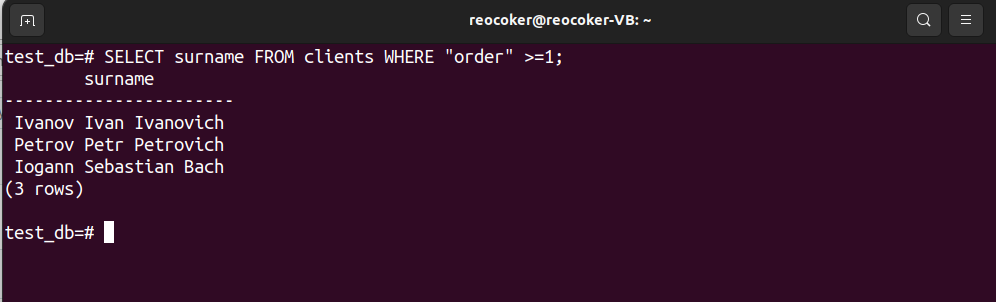 reocoker@reocoker-VB: ~
test_db=# SELECT surname FROM clients WHERE "order" >=1;
surname
-----------------------
Ivanov Ivan Ivanovich
Petrov Petr Petrovich
Iogann Sebastian Bach
(3 rows)
test_db=#